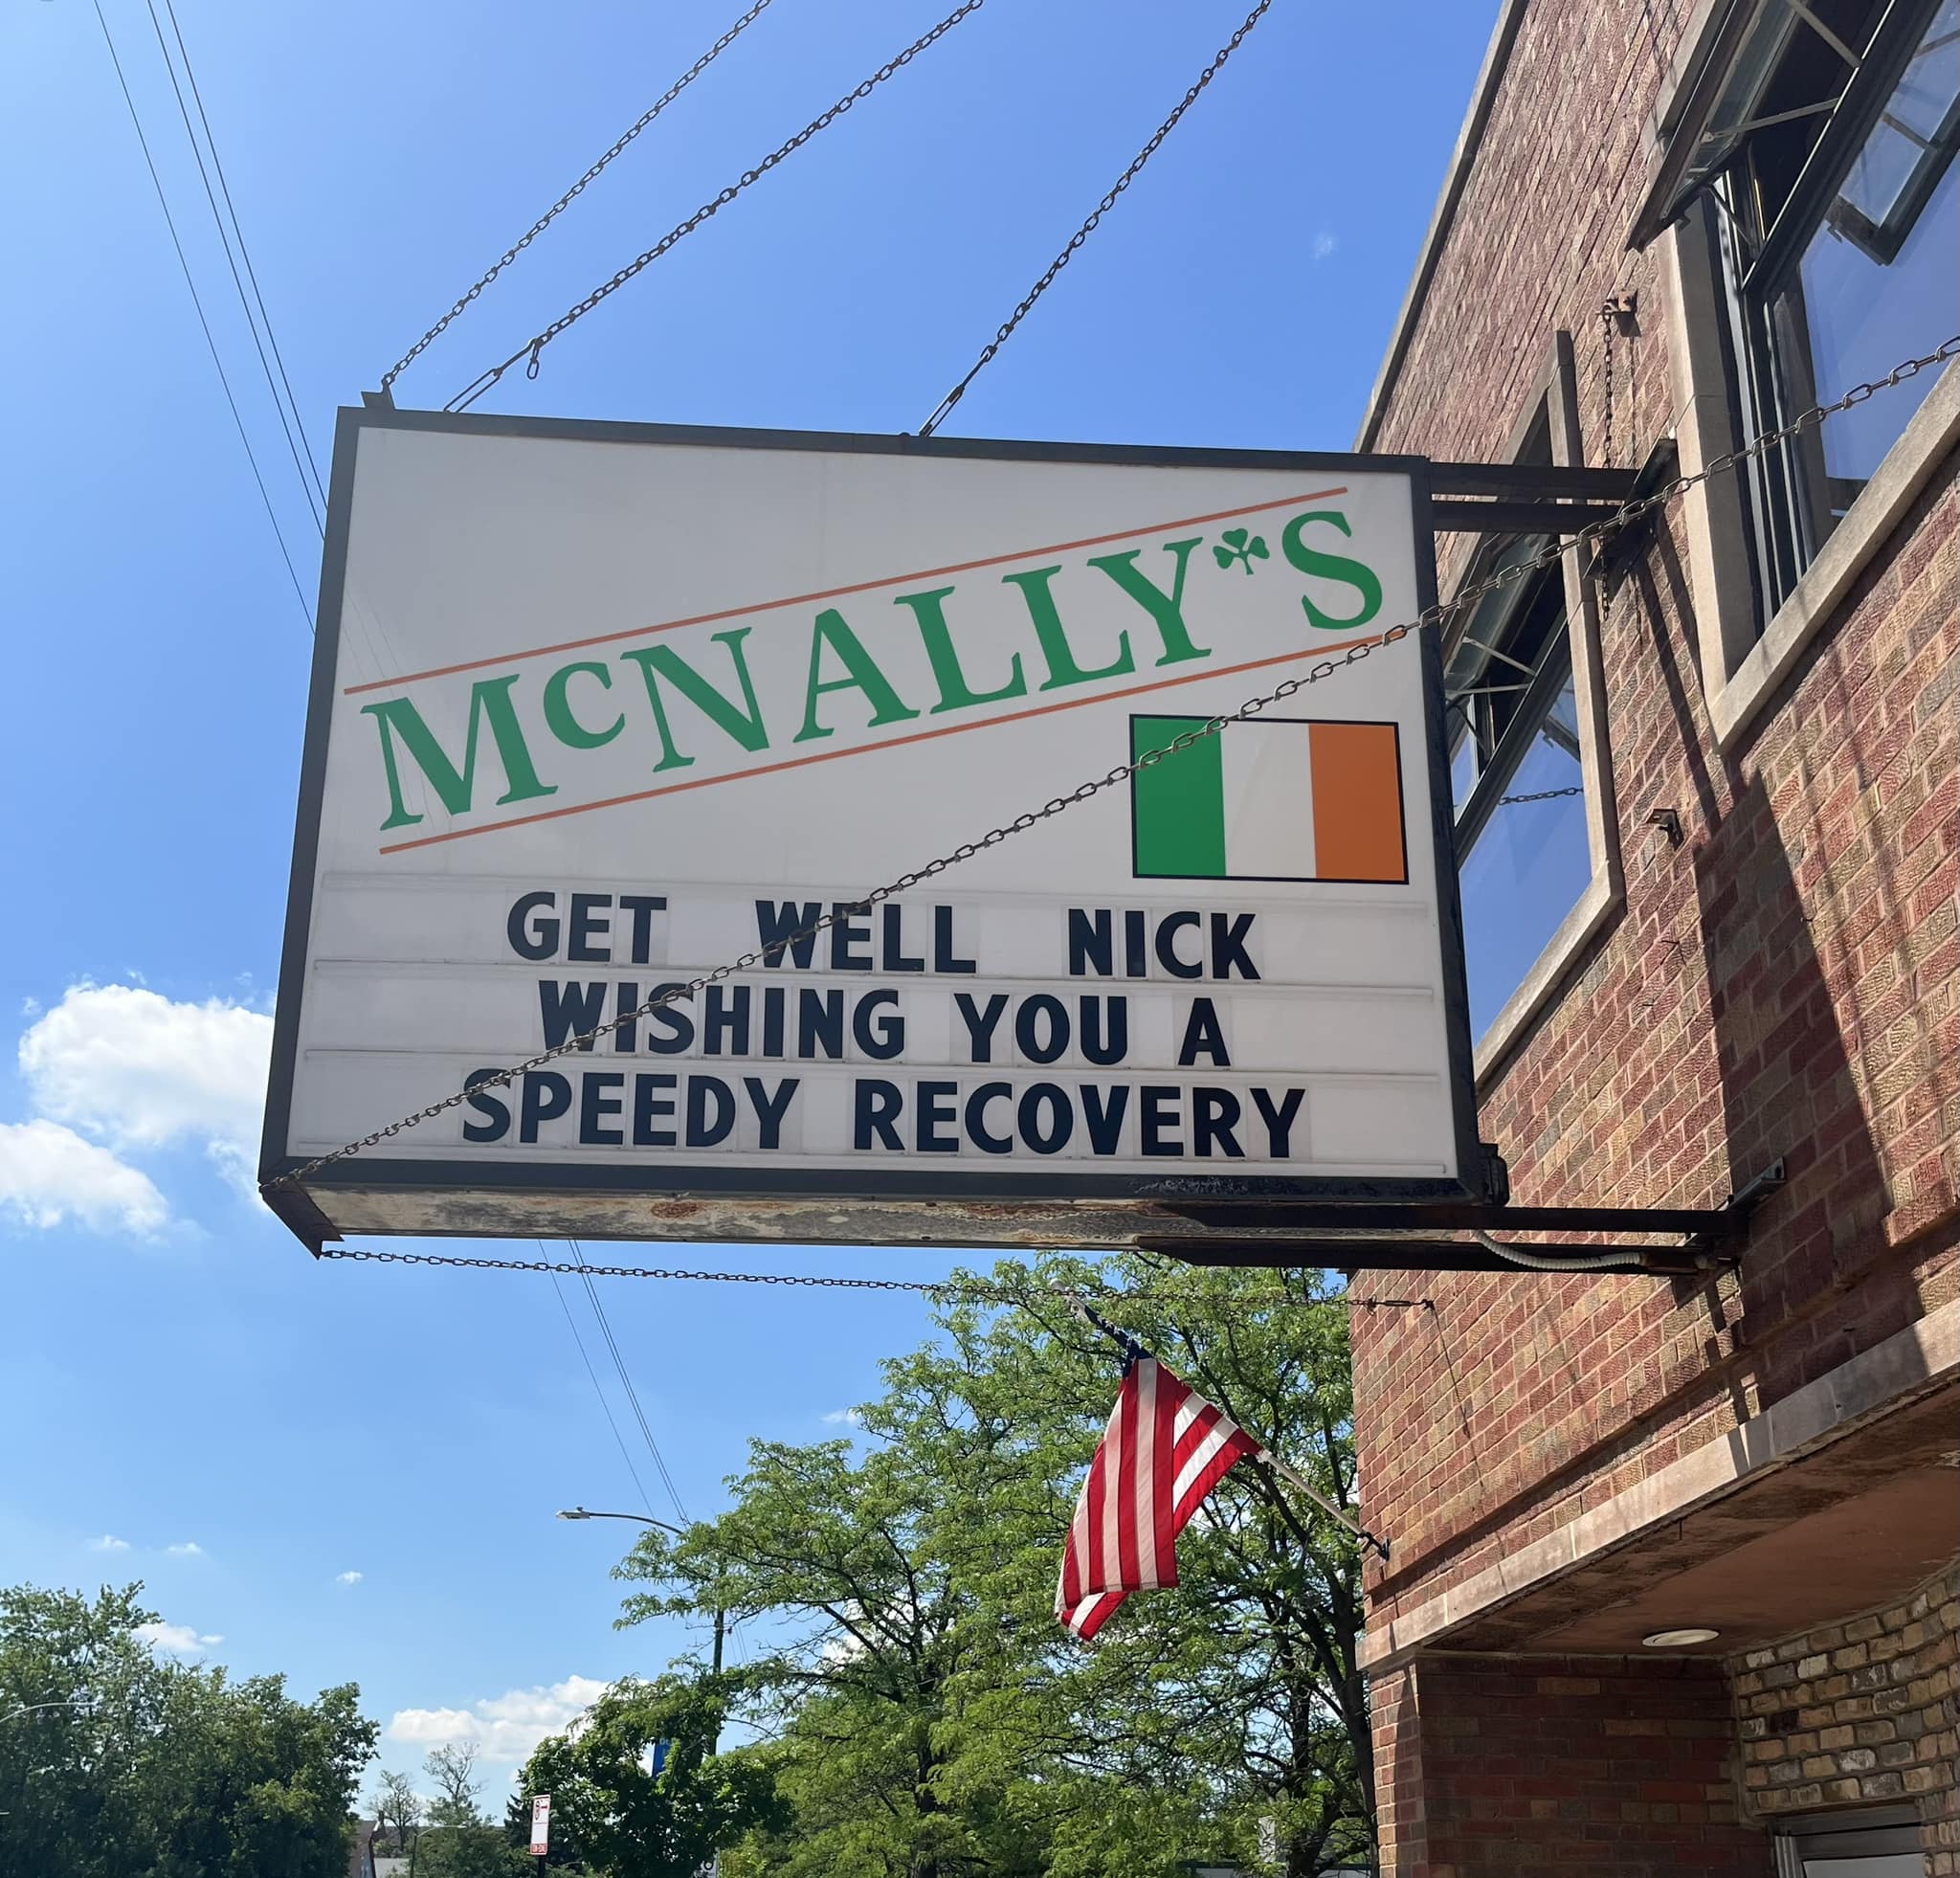 McNALLY'S
GET WELL NICK
WISHING YOU A
SPEEDY RECOVERY